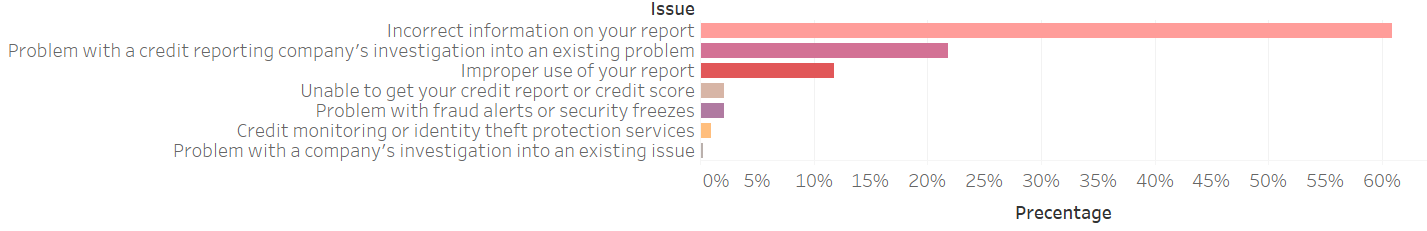 Issue
Incorrect information on your report
Problem with a credit reporting company's investigation into an existing problem
Improper use of your report
Unable to get your credit report or credit score
Problem with fraud alerts or security freezes
Credit monitoring or identity theft protection services
Problem with a company's investigation into an existing issue
0% 5% 10% 15% 20% 25% 30% 35% 40% 45% 50% 55% 60%
Precentage